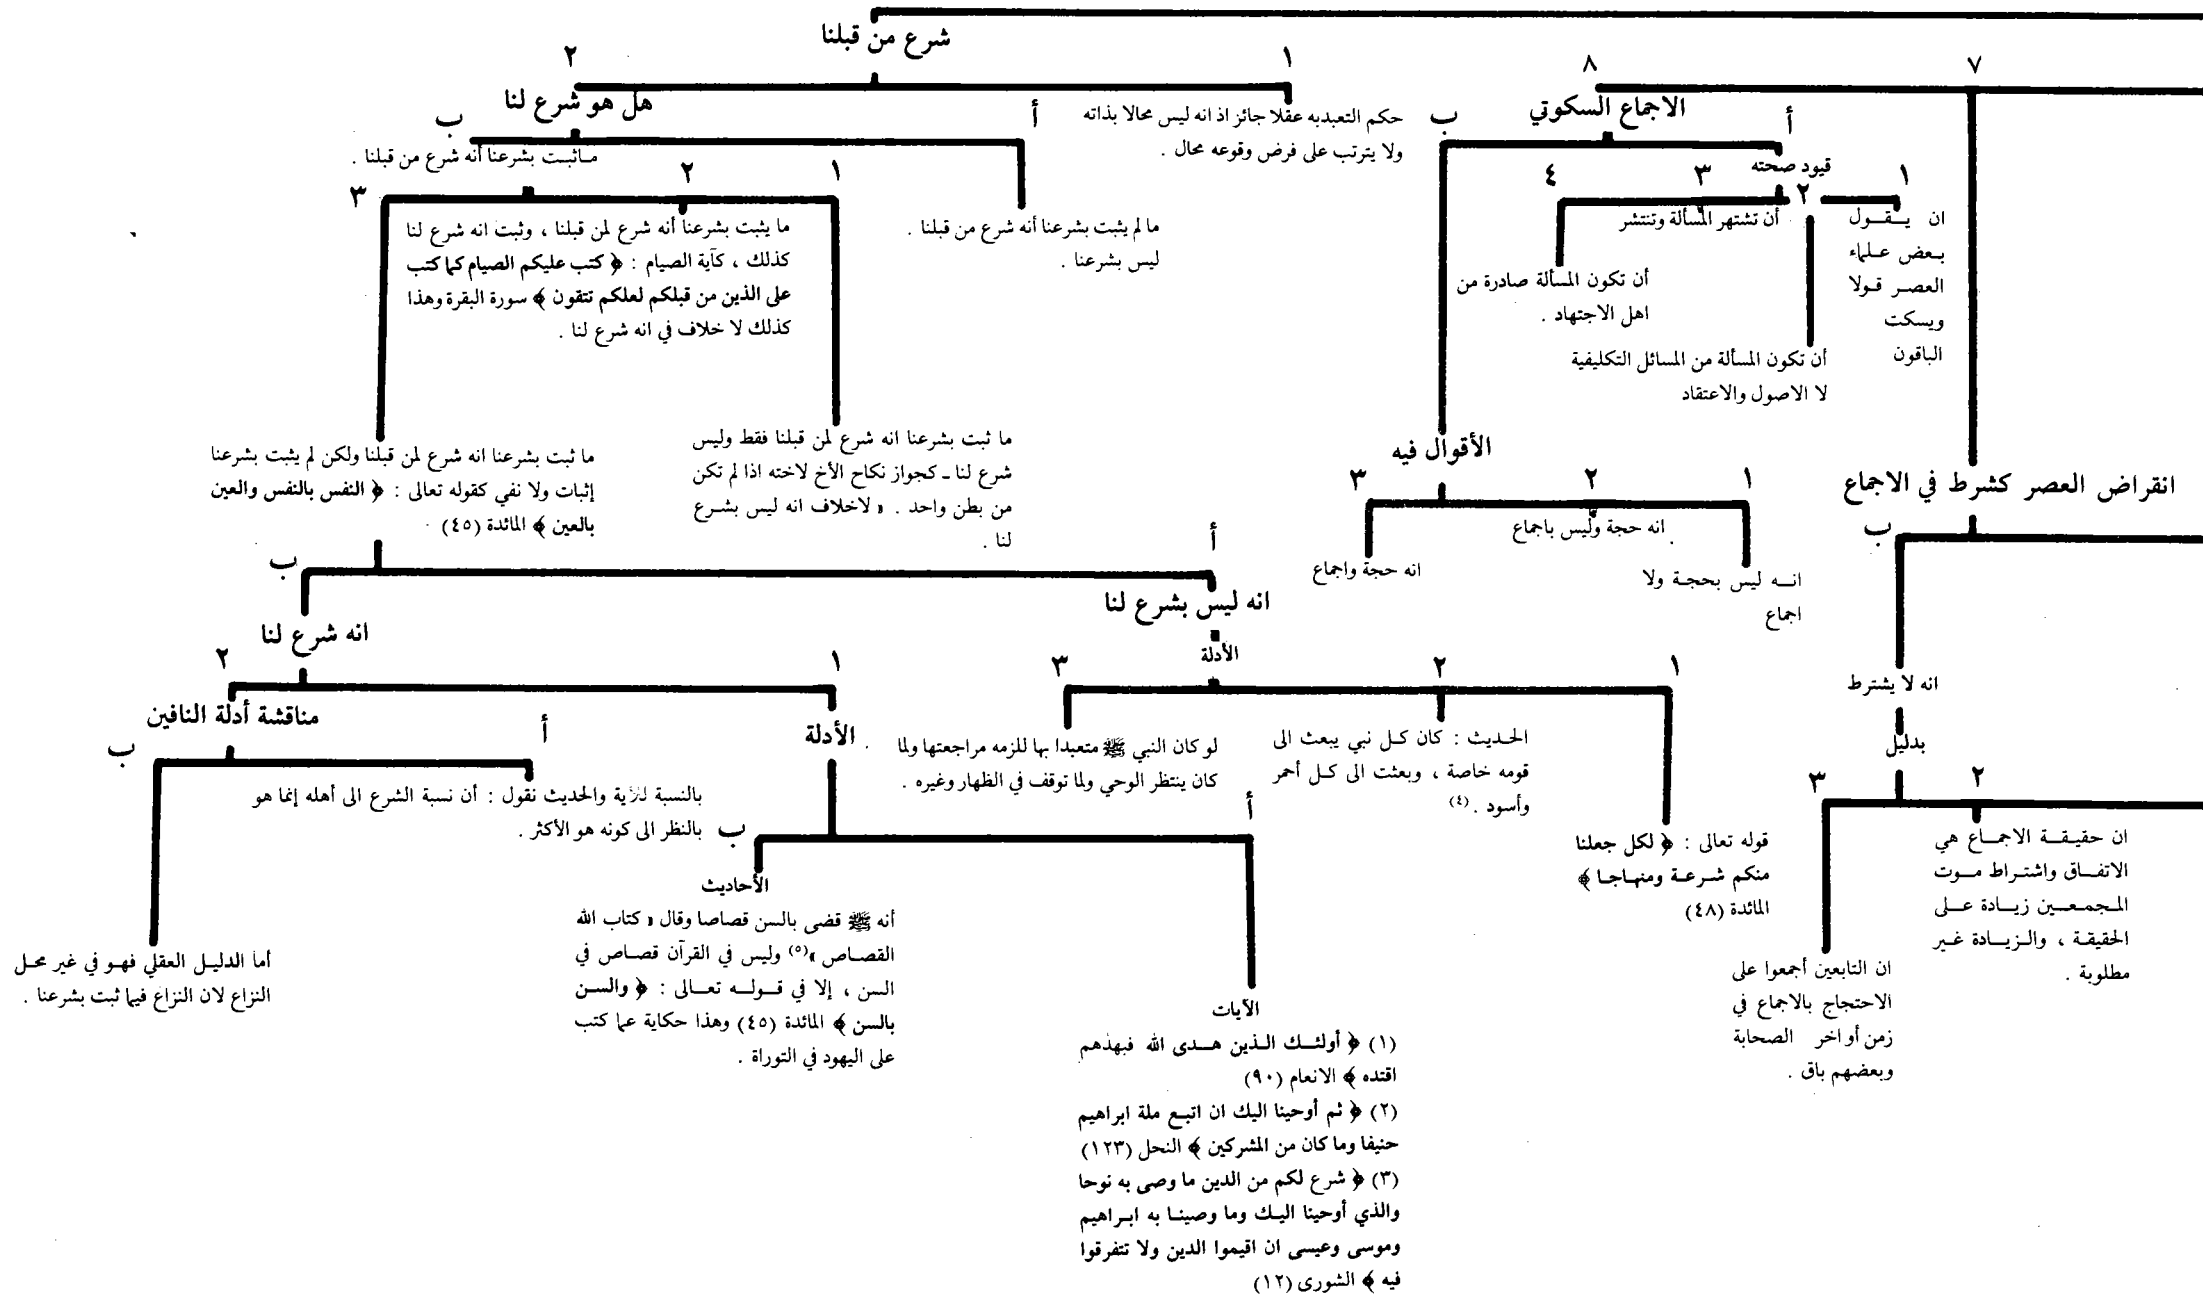 شرع من قبلنا
٧
٨
١
٢
الاجماع السكوتي
أ
ب
قيود صحته
١
٢
٣
٤
ان يـقـول
بعض علماء
العصر قولا
ويسكت
الباقون
أن تشتهر المسألة وتنتشر
أن تكون المسألة صادرة من
اهل الاجتهاد .
أن تكون المسألة من المسائل التكليفية
لا الاصول والاعتقاد
الأقوال فيه
١
٢
٣
انه ليس بحجة ولا
اجماع
انه حجة وليس باجماع
انه حجة واجماع
انقراض العصر كشرط في الاجماع
ب
انه لا يشترط
بدليل
٢
٣
ان حقيقة الاجماع هي
الاتفاق واشتراط موت
المجمعين زيادة على
الحقيقة ، والزيادة غير
مطلوبة .
ان التابعين أجمعوا على
الاحتجاج بالاجماع في
زمن أواخر الصحابة
وبعضهم باق .
حكم التعبدبه عقلا جائز اذ انه ليس محالا بذاته
ولا يترتب على فرض وقوعه محال .
هل هو شرع لنا
أ
ب
ما لم يثبت بشرعنا أنه شرع من قبلنا .
ليس بشرعنا .
ماثبت بشرعنا أنه شرع من قبلنا .
١
٢
٣
ما يثبت بشرعنا أنه شرع لمن قبلنا ، وثبت انه شرع لنا
كذلك ، كآية الصيام : ﴿ كتب عليكم الصيام كما كتب
على الذين من قبلكم لعلكم تتقون ﴾ سورة البقرة وهذا
كذلك لا خلاف في انه شرع لنا .
ما ثبت بشرعنا انه شرع لمن قبلنا فقط وليس
شرع لنا ـ كجواز نكاح الأخ لاخته اذا لم تكن
من بطن واحد . « لاخلاف انه ليس بشرع
لنا .
ما ثبت بشرعنا انه شرع لمن قبلنا ولكن لم يثبت بشرعنا
إثبات ولا نفي كقوله تعالى : ﴿ النفس بالنفس والعين
بالعين ﴾ المائدة (٤٥)
أ
ب
انه ليس بشرع لنا
الأدلة
١
٢
٣
قوله تعالى : ﴿ لكل جعلنا
منكم شرعة ومنهاجا ﴾
المائدة (٤٨)
الحديث : كان كل نبي يبعث الى
قومه خاصة ، وبعثت الى كل أحمر
وأسود . (٤)
لو كان النبي ﷺ متعبدا بها للزمه مراجعتها ولما
كان ينتظر الوحي ولما توقف في الظهار وغيره .
انه شرع لنا
١
٢
الأدلة
أ
ب
الآيات
(١) ﴿ أولئك الذين هدى الله فبهدهم
اقتده ﴾ الانعام (٩٠)
(٢) ﴿ ثم أوحينا اليك ان اتبع ملة ابراهيم
حنيفا وما كان من المشركين ﴾ النحل (١٢٣)
(٣) ﴿ شرع لكم من الدين ما وصى به نوحا
والذي أوحينا اليك وما وصينا به ابراهيم
وموسى وعيسى ان اقيموا الدين ولا تتفرقوا
فيه ﴾ الشورى (١٢)
الأحاديث
أنه ﷺ قضى بالسن قصاصا وقال « كتاب الله
القصاص »(٥) وليس في القرآن قصاص في
السن ، إلا في قوله تعالى : ﴿ والسن
بالسن ﴾ المائدة (٤٥) وهذا حكاية عما كتب
على اليهود في التوراة .
مناقشة أدلة النافين
أ
ب
بالنسبة للآية والحديث نقول : أن نسبة الشرع الى أهله إنما هو
بالنظر الى كونه هو الأكثر .
أما الدليل العقلي فهو في غير محل
النزاع لان النزاع فيما ثبت بشرعنا .